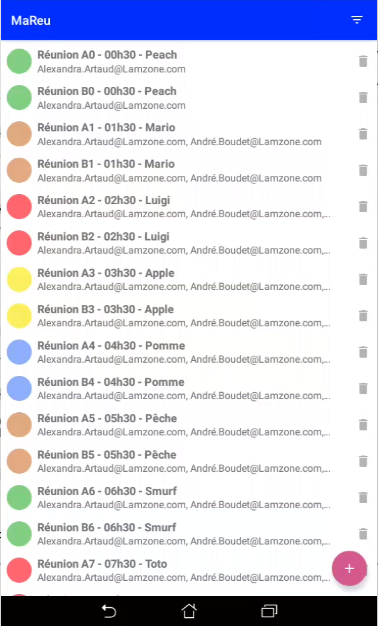 MaReu
Réunion A0 - 00h30 - Peach
Alexandra.Artaud@Lamzone.com
Réunion B0 - 00h30 - Peach
Alexandra.Artaud@Lamzone.com
Réunion A1 - 01h30 - Mario
Alexandra.Artaud@Lamzone.com, André.Boudet@Lamzone.com
Réunion B1 - 01h30 - Mario
Alexandra.Artaud@Lamzone.com, André.Boudet@Lamzone.com
Réunion A2 - 02h30 - Luigi
Alexandra.Artaud@Lamzone.com, André.Boudet@Lamzone.com,...
Réunion B2 - 02h30 - Luigi
Alexandra.Artaud@Lamzone.com, André.Boudet@Lamzone.com,...
Réunion A3 - 03h30 - Apple
Alexandra.Artaud@Lamzone.com, André.Boudet@Lamzone.com,...
Réunion B3 - 03h30 - Apple
Alexandra.Artaud@Lamzone.com, André.Boudet@Lamzone.com,...
Réunion A4 - 04h30 - Pomme
Alexandra.Artaud@Lamzone.com, André.Boudet@Lamzone.com,...
Réunion B4 - 04h30 - Pomme
Alexandra.Artaud@Lamzone.com, André.Boudet@Lamzone.com,...
Réunion A5 - 05h30 - Pêche
Alexandra.Artaud@Lamzone.com, André.Boudet@Lamzone.com,...
Réunion B5 - 05h30 - Pêche
Alexandra.Artaud@Lamzone.com, André.Boudet@Lamzone.com,...
Réunion A6 - 06h30 - Smurf
Alexandra.Artaud@Lamzone.com, André.Boudet@Lamzone.com,...
Réunion B6 - 06h30 - Smurf
Alexandra.Artaud@Lamzone.com, André.Boudet@Lamzone.com,...
Réunion A7 - 07h30 - Toto
Alexandra.Artaud@Lamzone.com, André.Boudet@Lamzone.com,...